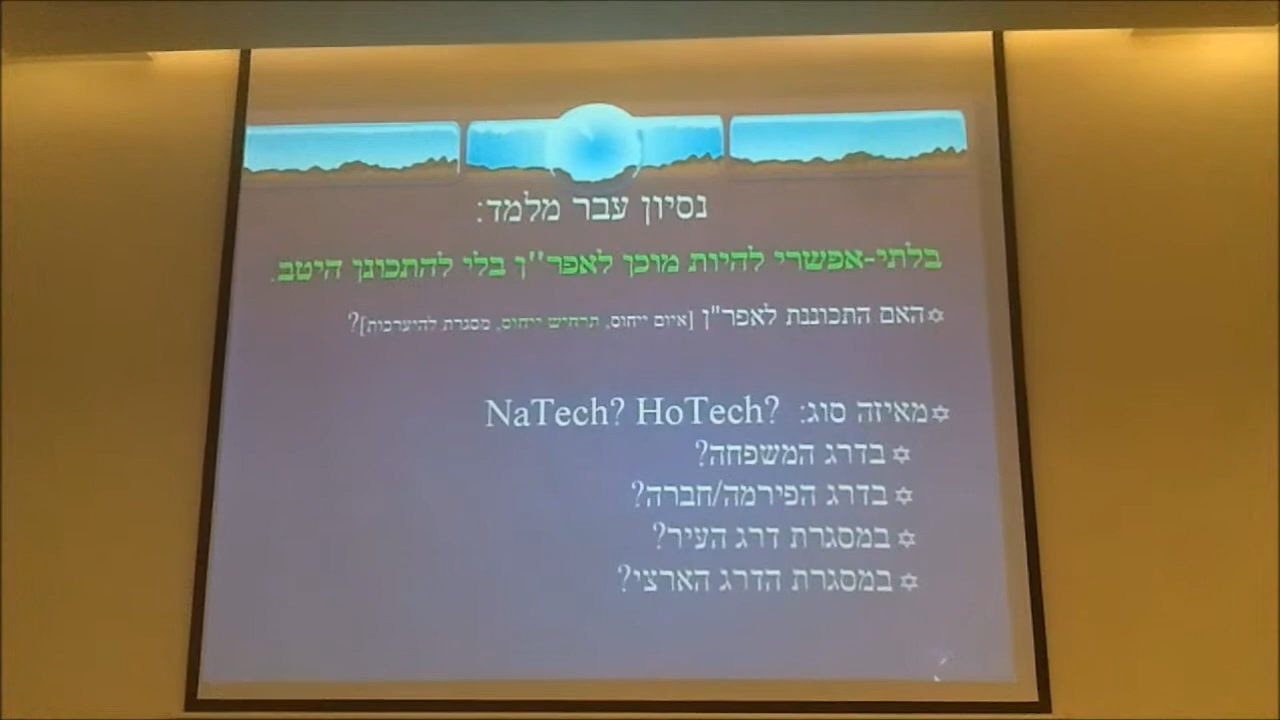 נסיון עבר מלמד:
בלתי-אפשרי להיות מוכן לאפר"ן בלי להתכונן היטב.
האם התכוננת לאפר"ן [איום ייחוס, תרחיש ייחוס, מסגרת להיערכות]?
מאיזה סוג: NaTech? HoTech?
בדרג המשפחה?
בדרג הפירמה/חברה?
במסגרת דרג העיר?
במסגרת הדרג הארצי?